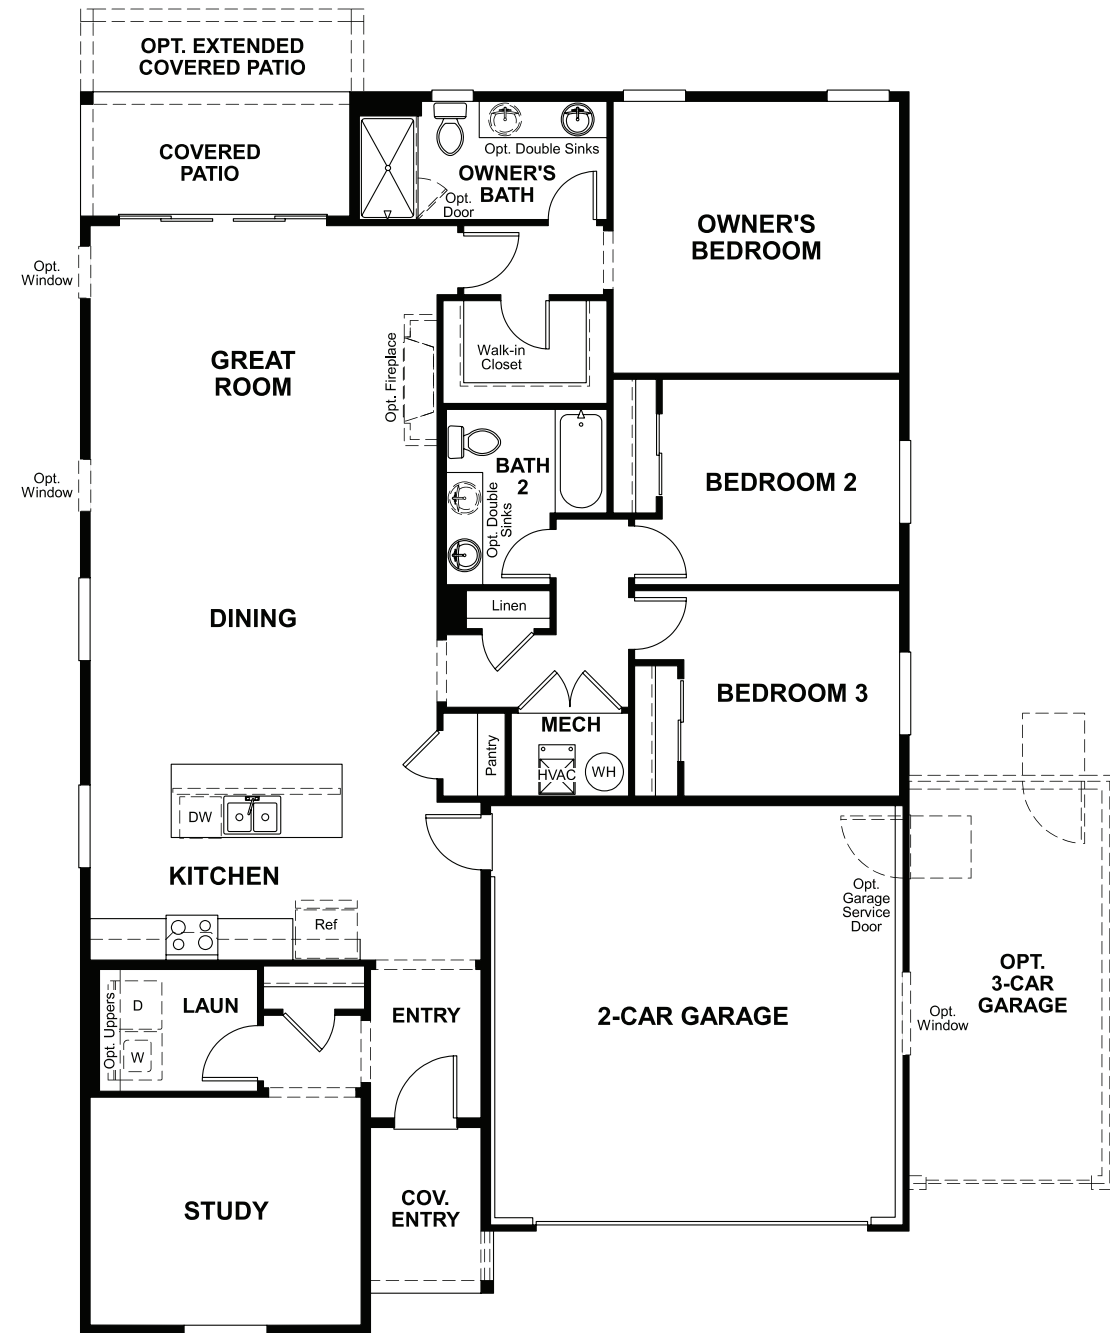 OPT. EXTENDED
COVERED PATIO
COVERED
PATIO
Opt. Double Sinks
OWNER'S
BATH
Opt.
Door
OWNER'S
BEDROOM
Opt.
Window
GREAT
ROOM
Opt. Fireplace
Walk-in
Closet
BATH
2
Opt. Double
Sinks
BEDROOM 2
Opt.
Window
Linen
DINING
BEDROOM 3
MECH
Pantry
HVAC
WH
DW
KITCHEN
Ref
Opt.
Garage
Service
Door
OPT.
3-CAR
GARAGE
Opt.
Window
2-CAR GARAGE
LAUN
D
W
Opt. Uppers
ENTRY
STUDY
COV.
ENTRY